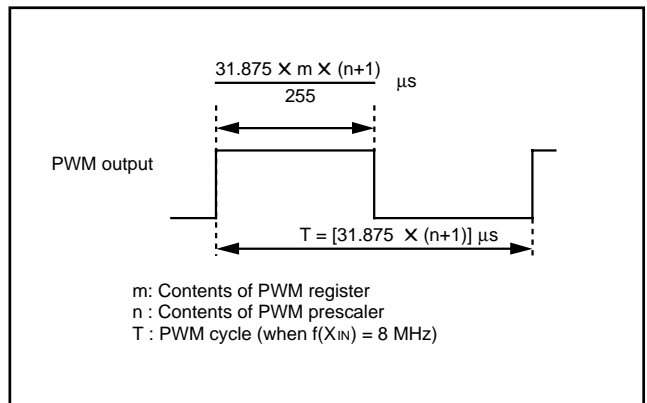 31.875 × m × (n+1)
255
μs
PWM output
T = [31.875 × (n+1)] μs
m: Contents of PWM register
n : Contents of PWM prescaler
T : PWM cycle (when f(XIN) = 8 MHz)